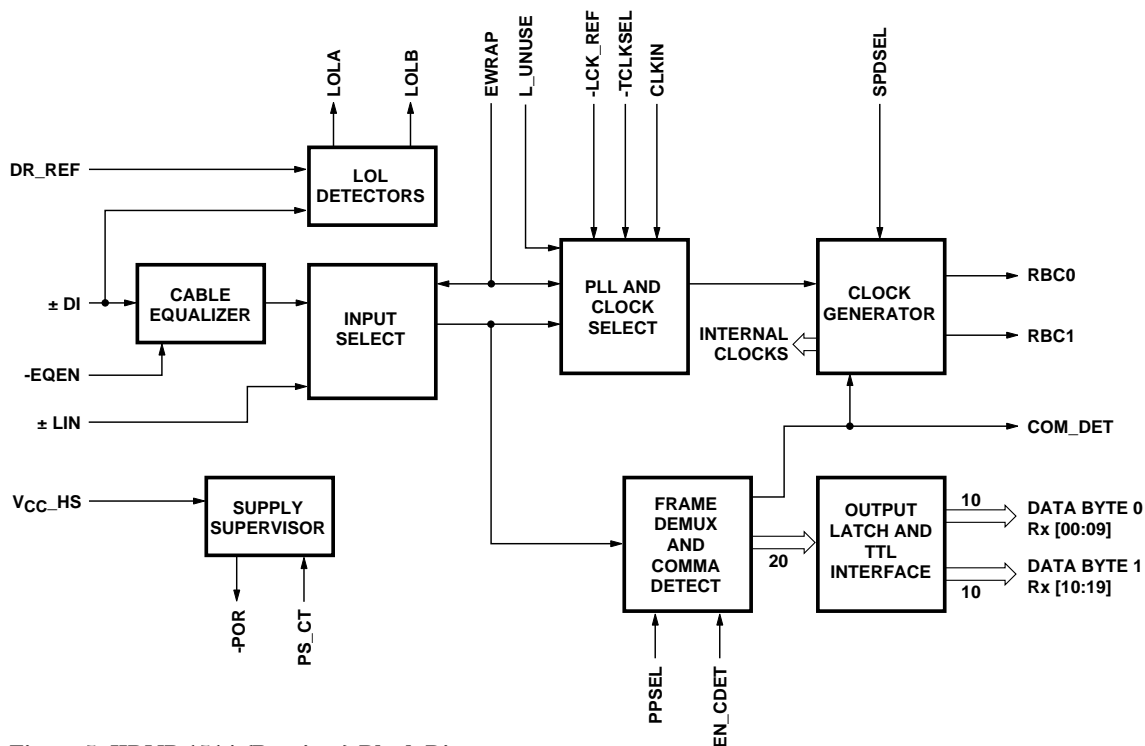 LOLA
LOLB
EWRAP
L_UNUSE
-LCK_REF
-TCLKSEL
CLKIN
SPDSEL
DR_REF
LOL
DETECTORS
± DI
CABLE
EQUALIZER
INPUT
SELECT
PLL AND
CLOCK
SELECT
CLOCK
GENERATOR
RBC0
RBC1
INTERNAL
CLOCKS
-EQEN
± LIN
COM_DET
VCC_HS
SUPPLY
SUPERVISOR
FRAME
DEMUX
AND
COMMA
DETECT
20
OUTPUT
LATCH AND
TTL
INTERFACE
10
DATA BYTE 0
Rx [00:09]
DATA BYTE 1
Rx [10:19]
10
-POR
PS_CT
PPSEL
EN_CDET